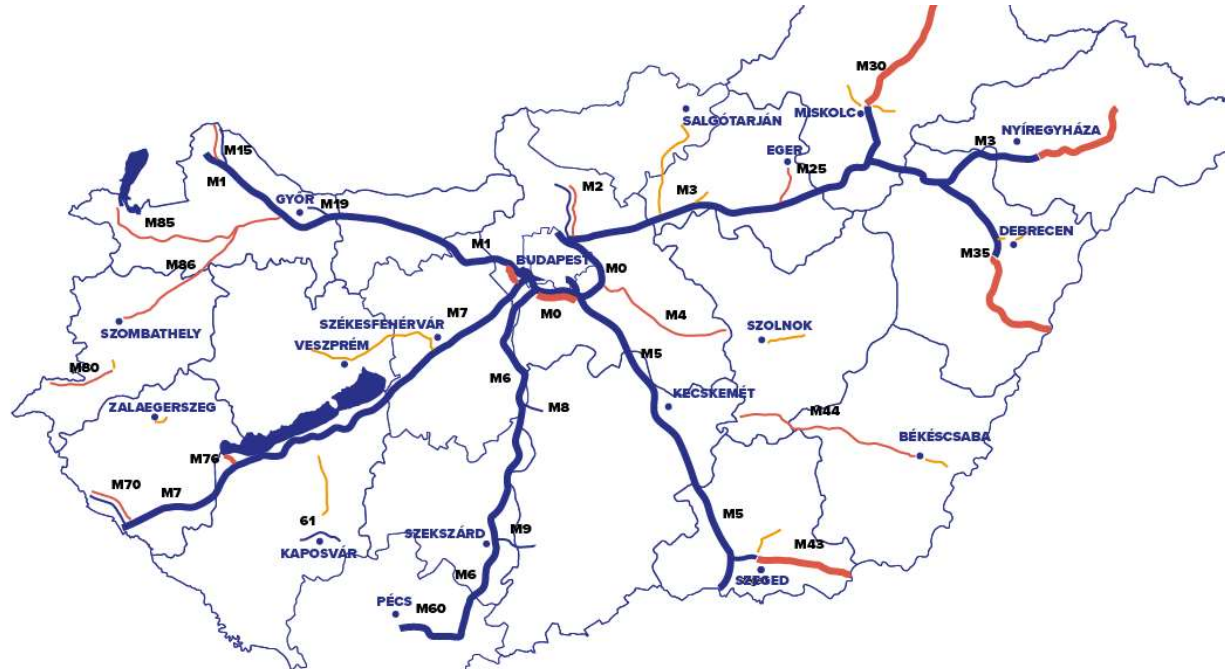 M30
MISKOLC
SALGÓTARJÁN
NYÍREGYHÁZA
M3
M15
EGER
M1
M25
M2
M3
GYŐR
M19
M85
DEBRECEN
M1
BUDAPEST
M35
M86
M0
M7
M0
M4
SZOMBATHELY
SZÉKESFEHÉRVÁR
SZOLNOK
VESZPRÉM
M5
M80
M6
KECSKEMÉT
ZALAEGERSZEG
M8
M44
BÉKÉSCSABA
M76
M70
M7
M5
61
SZEKSZÁRD
M9
M43
KAPOSVÁR
M6
SZEGED
PÉCS
M60